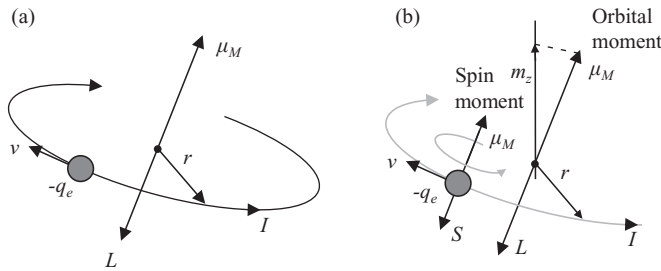 (a)
μ_M
v
-q_e
r
I
L
(b)
Orbital
moment
m_z
μ_M
Spin
moment
μ_M
v
-q_e
r
S
L
I